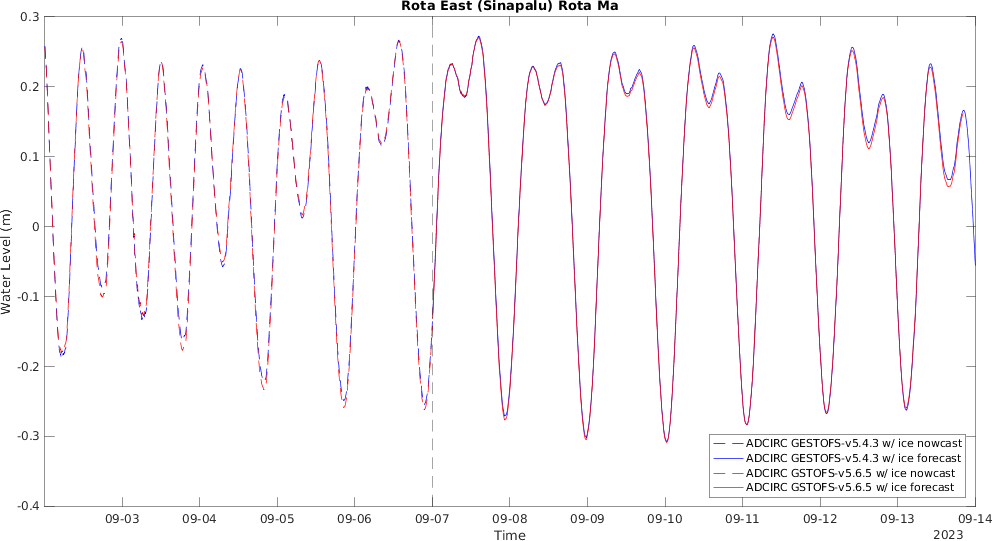 Rota East (Sinapalu) Rota Ma
0.3
0.2
0.1
0
-0.1
-0.2
-0.3
-0.4
Water Level (m)
ADCIRC GESTOFS-v5.4.3 w/ ice nowcast
ADCIRC GESTOFS-v5.4.3 w/ ice forecast
ADCIRC GSTOFS-v5.6.5 w/ ice nowcast
ADCIRC GSTOFS-v5.6.5 w/ ice forecast
09-03 09-04 09-05 09-06 09-07 09-08 09-09 09-10 09-11 09-12 09-13 09-14
Time
2023